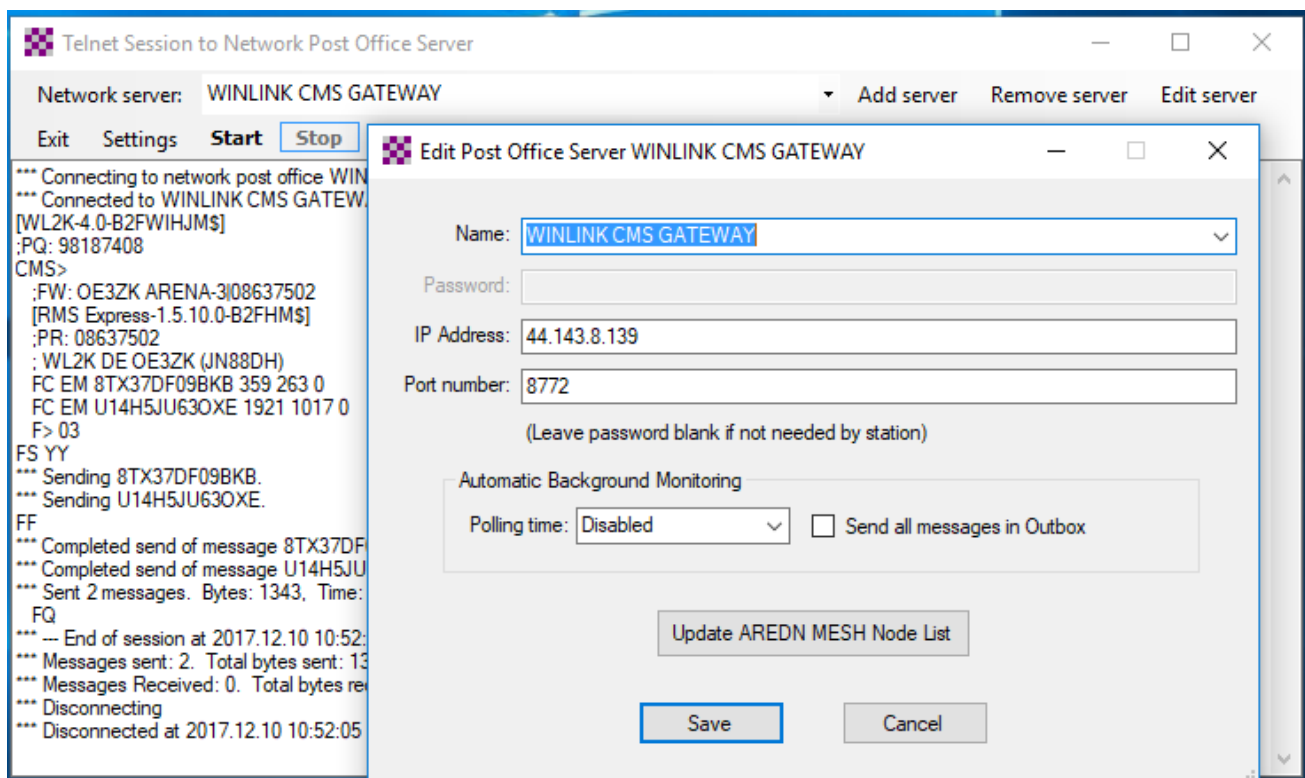 Telnet Session to Network Post Office Server
Network server: WINLINK CMS GATEWAY Add server Remove server Edit server
Exit Settings Start Stop
*** Connecting to network post office WIN
*** Connected to WINLINK CMS GATEW
[WL2K-4.0-B2FWIHJM$]
;PQ: 98187408
CMS>
;FW: OE3ZK ARENA-3|08637502
[RMS Express-1.5.10.0-B2FHM$]
;PR: 08637502
; WL2K DE OE3ZK (JN88DH)
FC EM 8TX37DF09BKB 359 263 0
FC EM U14H5JU63OXE 1921 1017 0
F> 03
FS YY
*** Sending 8TX37DF09BKB.
*** Sending U14H5JU63OXE.
FF
*** Completed send of message 8TX37DF
*** Completed send of message U14H5JU
*** Sent 2 messages.  Bytes: 1343,  Time:
FQ
*** --- End of session at 2017.12.10 10:52:
*** Messages sent: 2.  Total bytes sent: 13
*** Messages Received: 0.  Total bytes re
*** Disconnecting
*** Disconnected at 2017.12.10 10:52:05
Edit Post Office Server WINLINK CMS GATEWAY
Name: WINLINK CMS GATEWAY
Password:
IP Address: 44.143.8.139
Port number: 8772
(Leave password blank if not needed by station)
Automatic Background Monitoring
Polling time: Disabled Send all messages in Outbox
Update AREDN MESH Node List
Save Cancel